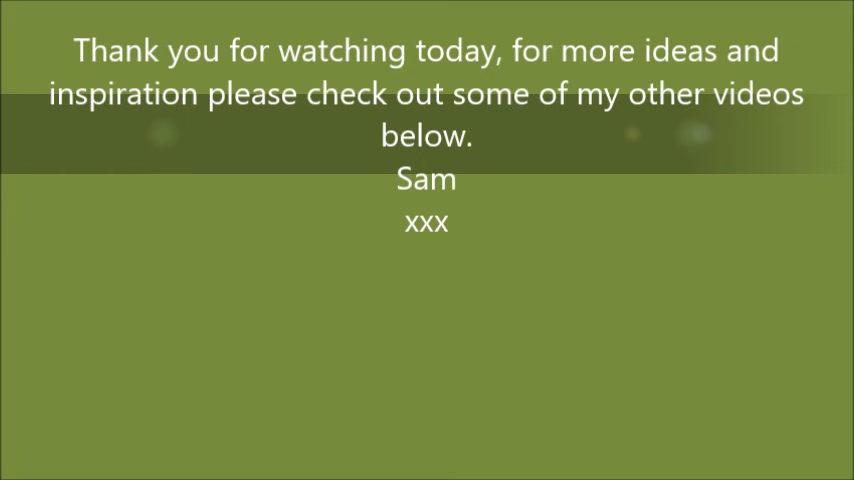 Thank you for watching today, for more ideas and
inspiration please check out some of my other videos
below.
Sam
xxx